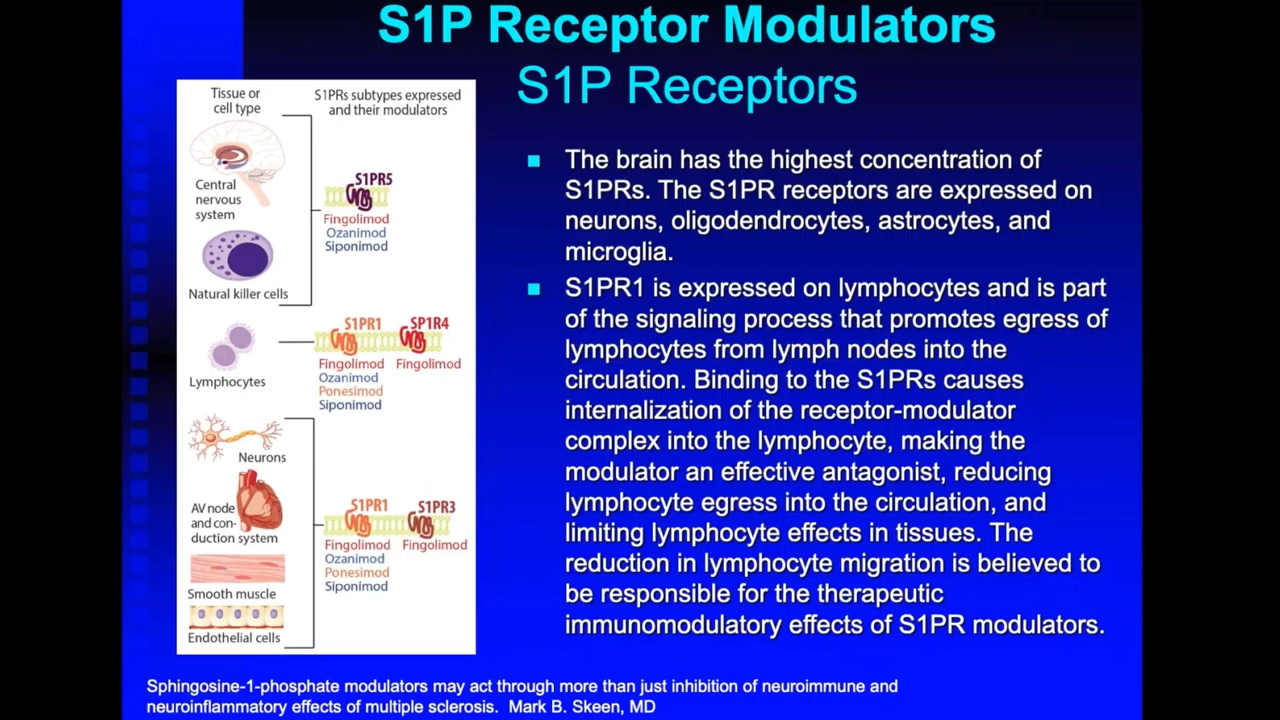 S1P Receptor Modulators
S1P Receptors
Tissue or
cell type
S1PRs subtypes expressed
and their modulators
Central
nervous
system
Natural killer cells
S1PR5
Fingolimod
Ozanimod
Siponimod
Lymphocytes
S1PR1
Fingolimod
Ozanimod
Ponesimod
Siponimod
SP1R4
Fingolimod
Neurons
AV node
and con-
duction system
Smooth muscle
Endothelial cells
S1PR1
Fingolimod
Ozanimod
Ponesimod
Siponimod
S1PR3
Fingolimod
The brain has the highest concentration of
S1PRs. The S1PR receptors are expressed on
neurons, oligodendrocytes, astrocytes, and
microglia.
S1PR1 is expressed on lymphocytes and is part
of the signaling process that promotes egress of
lymphocytes from lymph nodes into the
circulation. Binding to the S1PRs causes
internalization of the receptor-modulator
complex into the lymphocyte, making the
modulator an effective antagonist, reducing
lymphocyte egress into the circulation, and
limiting lymphocyte effects in tissues. The
reduction in lymphocyte migration is believed to
be responsible for the therapeutic
immunomodulatory effects of S1PR modulators.
Sphingosine-1-phosphate modulators may act through more than just inhibition of neuroimmune and
neuroinflammatory effects of multiple sclerosis. Mark B. Skeen, MD